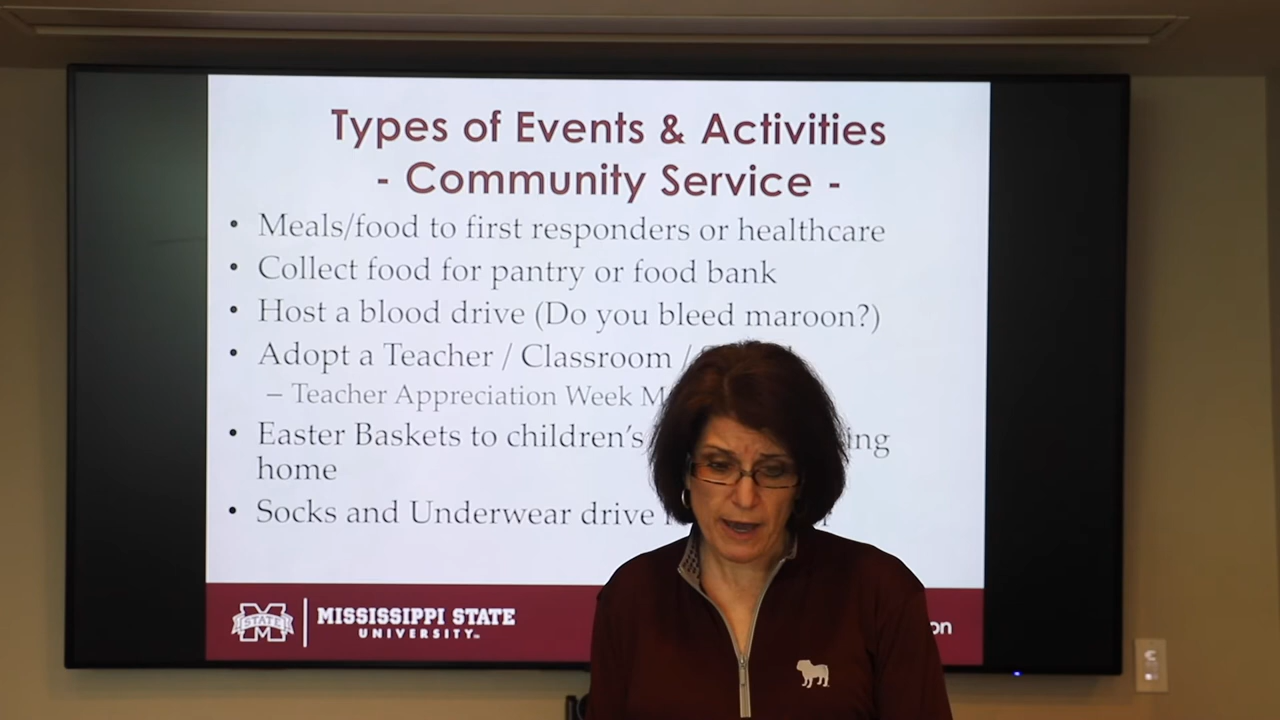 Types of Events & Activities
- Community Service -
• Meals/food to first responders or healthcare
• Collect food for pantry or food bank
• Host a blood drive (Do you bleed maroon?)
• Adopt a Teacher / Classroom /
– Teacher Appreciation Week
• Easter Baskets to children's
home
• Socks and Underwear drive
STATE
MISSISSIPPI STATE
UNIVERSITY™